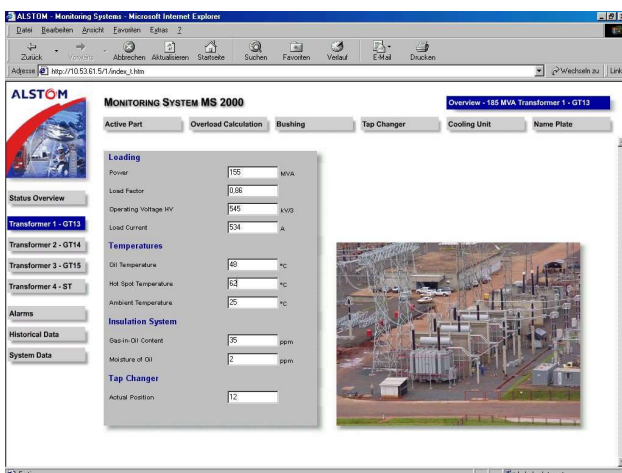 ALSTOM - Monitoring Systems - Microsoft Internet Explorer
Datei Bearbeiten Ansicht Favoriten Extras ?
Zurück Vorwärts Abbrechen Aktualisieren Startseite Suchen Favoriten Verlauf E-Mail Drucken
Adresse http://10.53.61.5/1/index_t.htm Wechseln zu Link
ALSTOM
MONITORING SYSTEM MS 2000
Overview - 185 MVA Transformer 1 - GT13
Active Part Overload Calculation Bushing Tap Changer Cooling Unit Name Plate
Status Overview
Transformer 1 - GT13
Transformer 2 - GT14
Transformer 3 - GT15
Transformer 4 - ST
Alarms
Historical Data
System Data
Loading
Power 155 MVA
Load Factor 0,86
Operating Voltage HV 545 kV/S
Load Current 534 A
Temperatures
Oil Temperature 48 °C
Hot Spot Temperature 62 °C
Ambient Temperature 25 °C
Insulation System
Gas-in-Oil Content 35 ppm
Moisture of Oil 2 ppm
Tap Changer
Actual Position 12